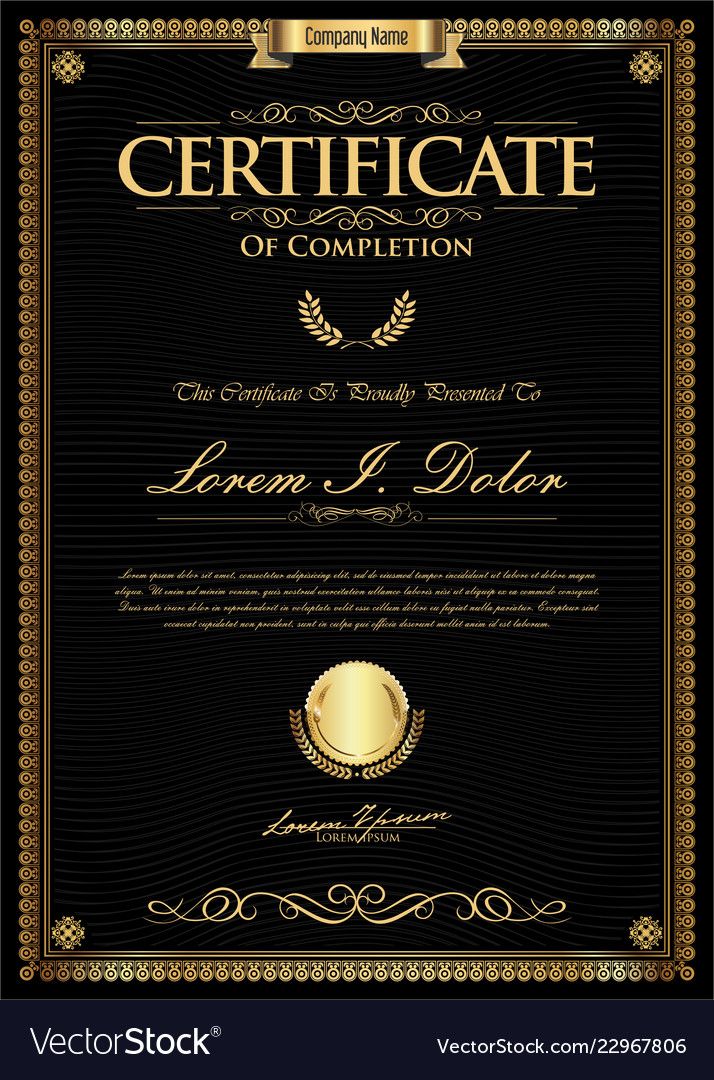 Company Name
CERTIFICATE
OF COMPLETION
This Certificate Is Proudly Presented To
Lorem I. Dolor
Lorem ipsum dolor sit amet, consectetur adipisicing elit, sed do eiusmod tempor incididunt ut labore et dolore magna
aliqua. Ut enim ad minim veniam, quis nostrud exercitation ullamco laboris nisi ut aliquip ex ea commodo consequat.
Duis aute irure dolor in reprehenderit in voluptate velit esse cillum dolore eu fugiat nulla pariatur. Excepteur sint
occaecat cupidatat non proident, sunt in culpa qui officia deserunt mollit anim id est laborum.
Lorem Ipsum
LOREM IPSUM
VectorStock®
VectorStock.com/22967806